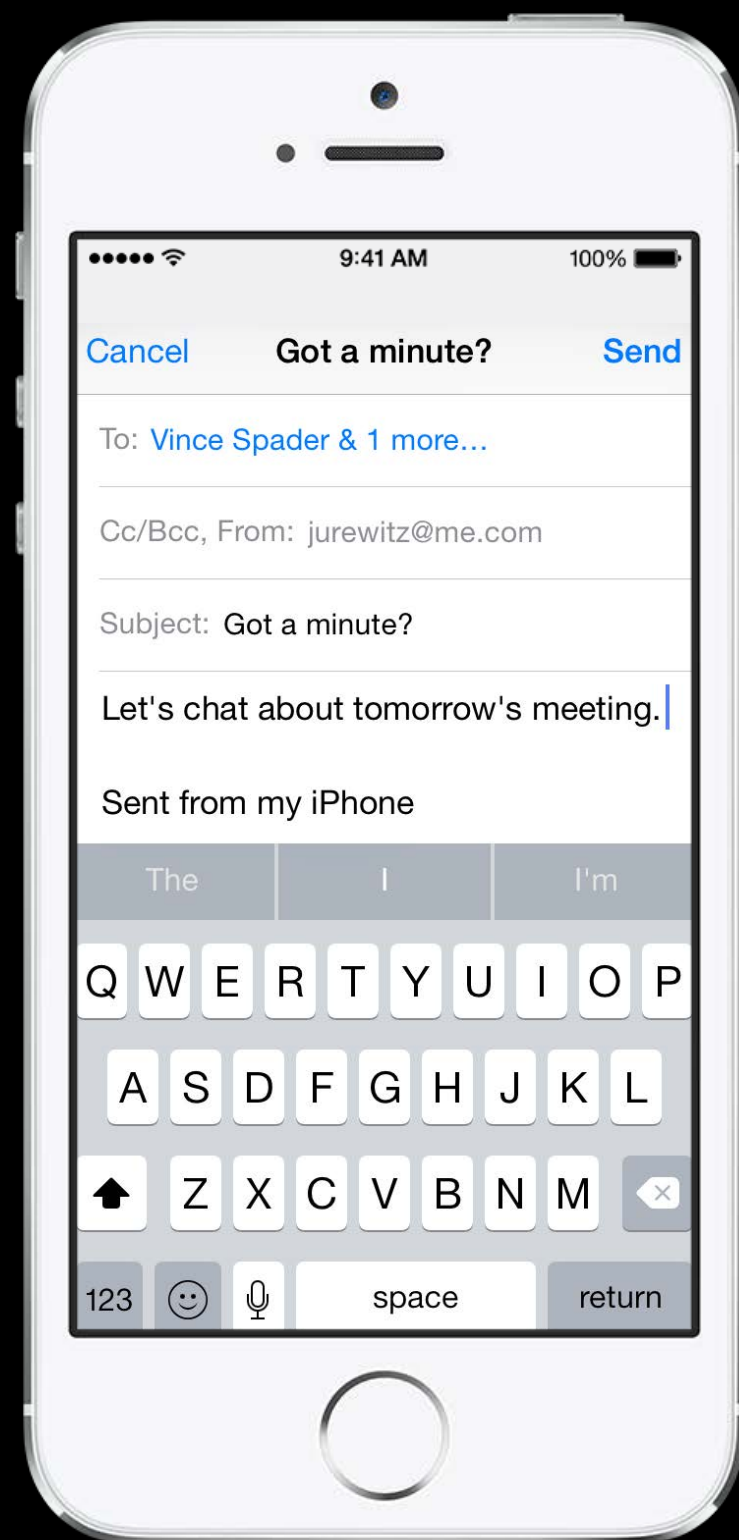 9:41 AM 100%
Cancel Got a minute? Send
To: Vince Spader & 1 more…
Cc/Bcc, From: jurewitz@me.com
Subject: Got a minute?
Let's chat about tomorrow's meeting.
Sent from my iPhone
The I I'm
Q W E R T Y U I O P
A S D F G H J K L
Z X C V B N M
123 space return